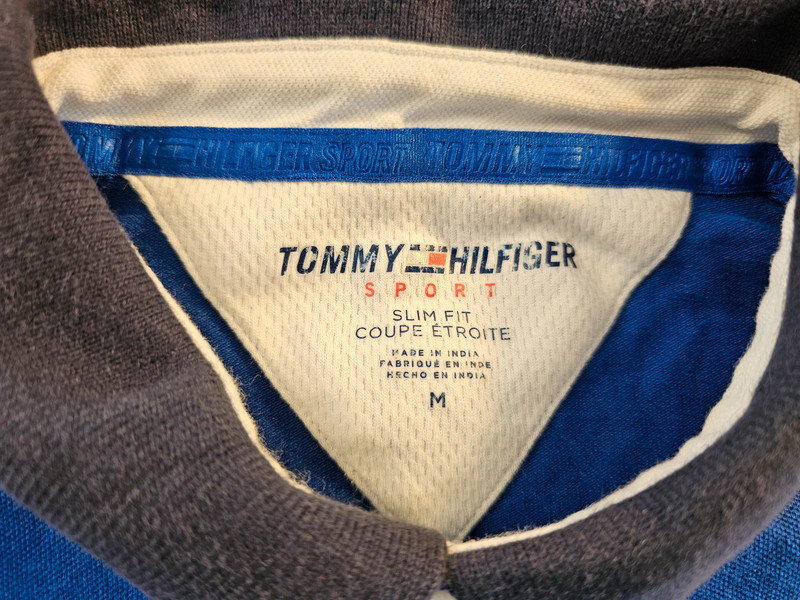 TOMMY HILFIGER SPORT TOMMY HILFIGER SPORT
TOMMY HILFIGER
SPORT
SLIM FIT
COUPE ÉTROITE
MADE IN INDIA
FABRIQUÉ EN INDE
HECHO EN INDIA
M